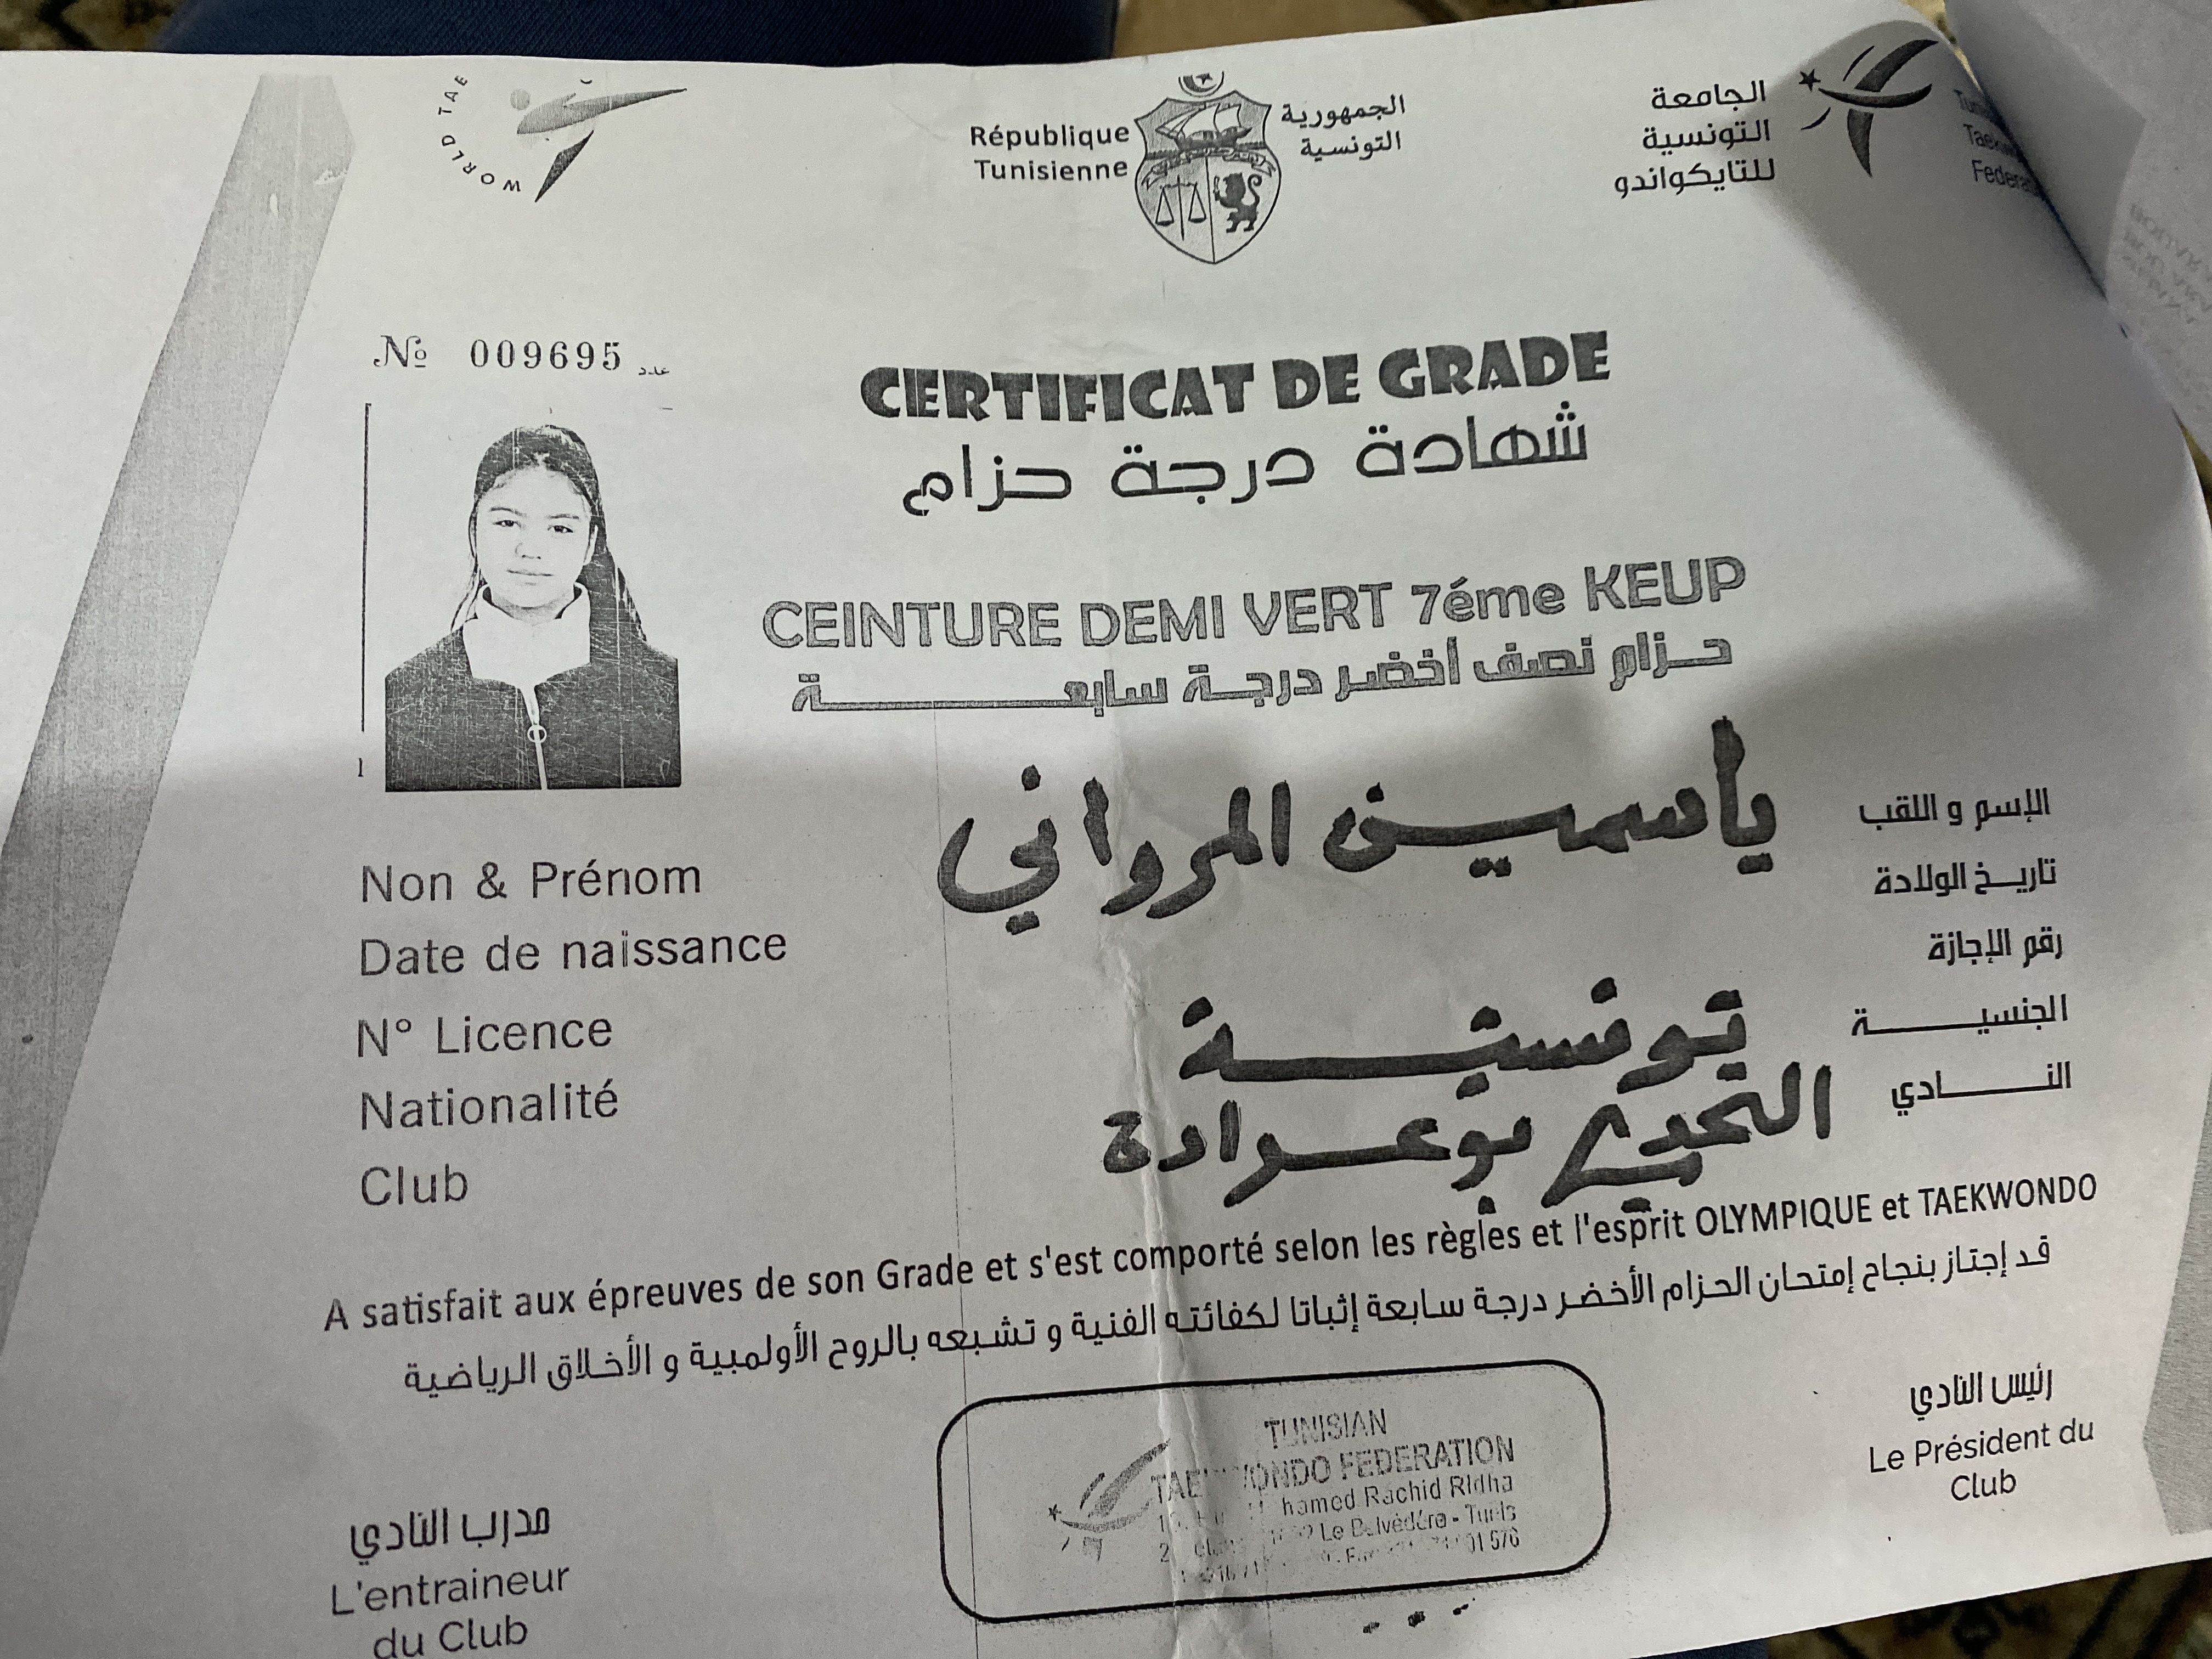 WORLD TAE
République
Tunisienne
الجمهورية
التونسية
الجامعة
التونسية
للتايكواندو
Taek
Federa
№ 009695 عدد
CERTIFICAT DE GRADE
شهادة درجة حزام
CEINTURE DEMI VERT 7éme KEUP
حزام نصف أخضر درجة سابعة
Non & Prénom ياسمين المرواني الإسم و اللقب
Date de naissance تاريخ الولادة
N° Licence رقم الإجازة
Nationalité تونسية الجنسية
Club التحدي بوعرادة النادي
A satisfait aux épreuves de son Grade et s'est comporté selon les règles et l'esprit OLYMPIQUE et TAEKWONDO
قد إجتاز بنجاح إمتحان الحزام الأخضر درجة سابعة إثباتا لكفائته الفنية و تشبعه بالروح الأولمبية و الأخلاق الرياضية
رئيس النادي
Le Président du
Club
TUNISIAN
FEDERATION
Rachid Ridha
Le Belvédére - Tunis
مدرب النادي
L'entraineur
du Club